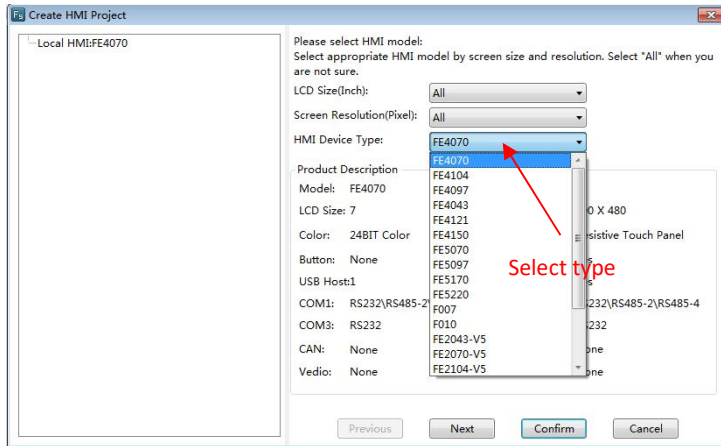 Fs Create HMI Project
Local HMI:FE4070
Please select HMI model:
Select appropriate HMI model by screen size and resolution. Select "All" when you
are not sure.
LCD Size(Inch): All
Screen Resolution(Pixel): All
HMI Device Type: FE4070
FE4070
FE4104
FE4097
FE4043
FE4121
FE4150
FE5070
FE5097
FE5170
FE5220
F007
F010
FE2043-V5
FE2070-V5
FE2104-V5
Select type
Product Description
Model: FE4070
LCD Size: 7 0 X 480
Color: 24BIT Color Touch Panel
Button: None
USB Host:1
COM1: RS232\RS485-2 232\RS485-2\RS485-4
COM3: RS232 232
CAN: None
Vedio: None
Previous Next Confirm Cancel